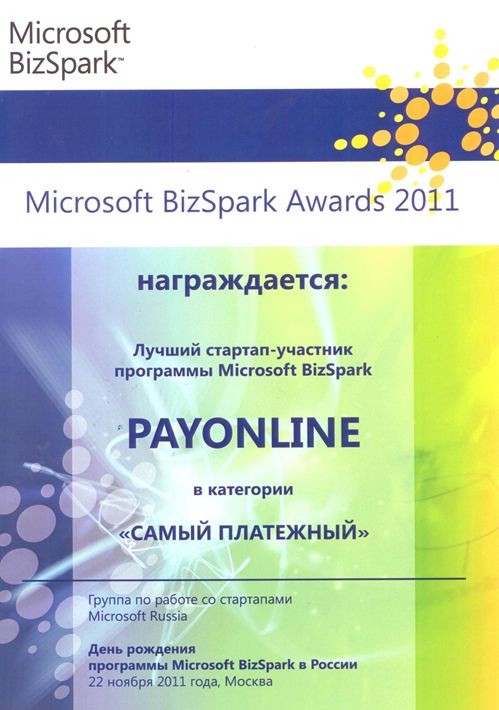 Microsoft
BizSpark™
Microsoft BizSpark Awards 2011
награждается:
Лучший стартап-участник
программы Microsoft BizSpark
PAYONLINE
в категории
«САМЫЙ ПЛАТЕЖНЫЙ»
Группа по работе со стартапами
Microsoft Russia
День рождения
программы Microsoft BizSpark в России
22 ноября 2011 года, Москва